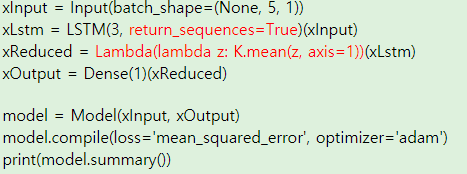 xInput = Input(batch_shape=(None, 5, 1))
xLstm = LSTM(3, return_sequences=True)(xInput)
xReduced = Lambda(lambda z: K.mean(z, axis=1))(xLstm)
xOutput = Dense(1)(xReduced)
model = Model(xInput, xOutput)
model.compile(loss='mean_squared_error', optimizer='adam')
print(model.summary())